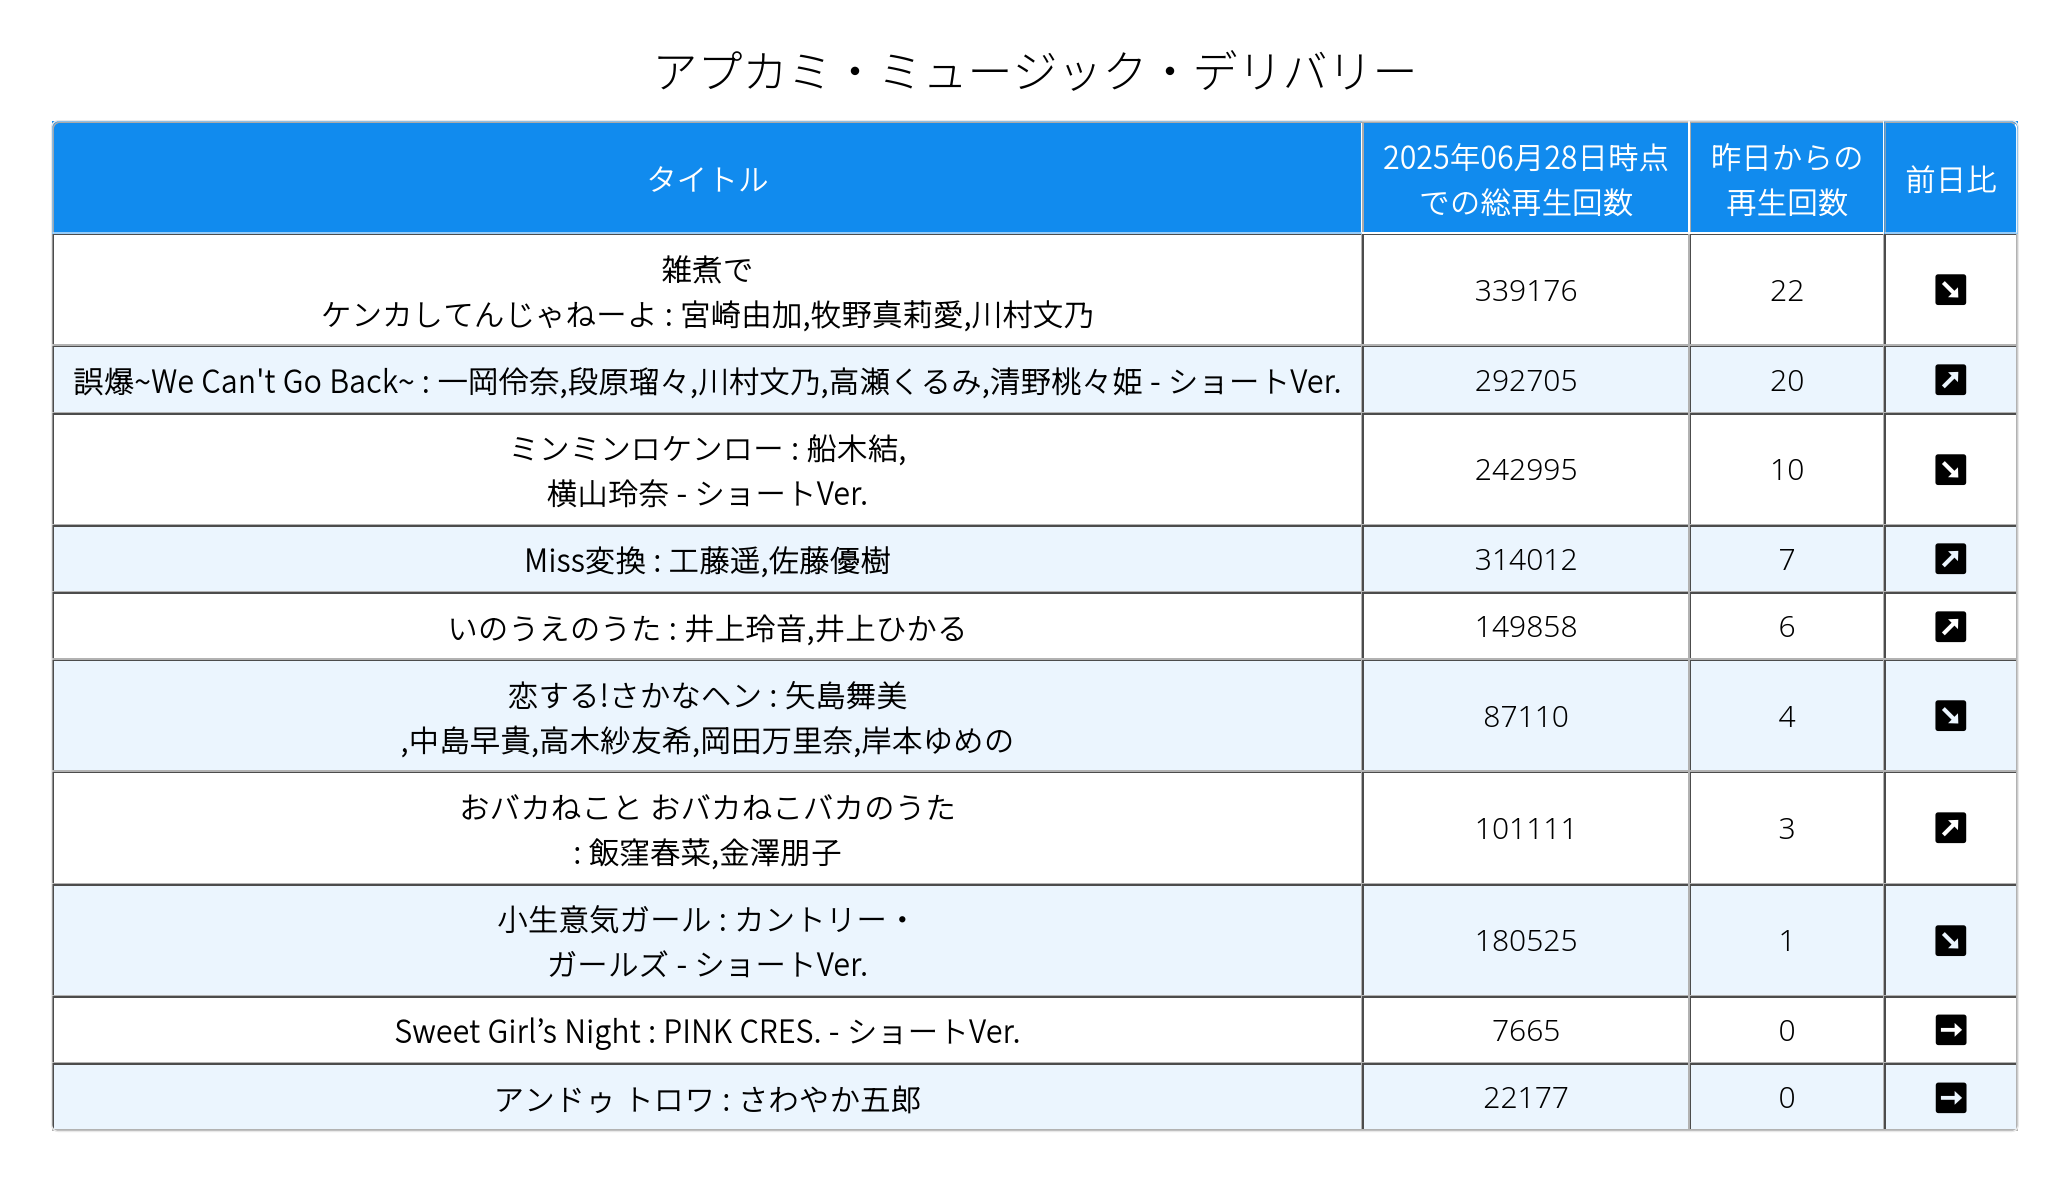 アプカミ・ミュージック・デリバリー
タイトル
2025年06月28日時点
での総再生回数
昨日からの
再生回数
前日比
雑煮で
ケンカしてんじゃねーよ : 宮崎由加,牧野真莉愛,川村文乃
339176
22
誤爆~We Can't Go Back~ : 一岡伶奈,段原瑠々,川村文乃,高瀬くるみ,清野桃々姫 - ショートVer.
292705
20
ミンミンロケンロー : 船木結,
横山玲奈 - ショートVer.
242995
10
Miss変換 : 工藤遥,佐藤優樹
314012
7
いのうえのうた : 井上玲音,井上ひかる
149858
6
恋する!さかなヘン : 矢島舞美
,中島早貴,高木紗友希,岡田万里奈,岸本ゆめの
87110
4
おバカねこと おバカねこバカのうた
: 飯窪春菜,金澤朋子
101111
3
小生意気ガール : カントリー・
ガールズ - ショートVer.
180525
1
Sweet Girl’s Night : PINK CRES. - ショートVer.
7665
0
アンドゥ トロワ : さわやか五郎
22177
0